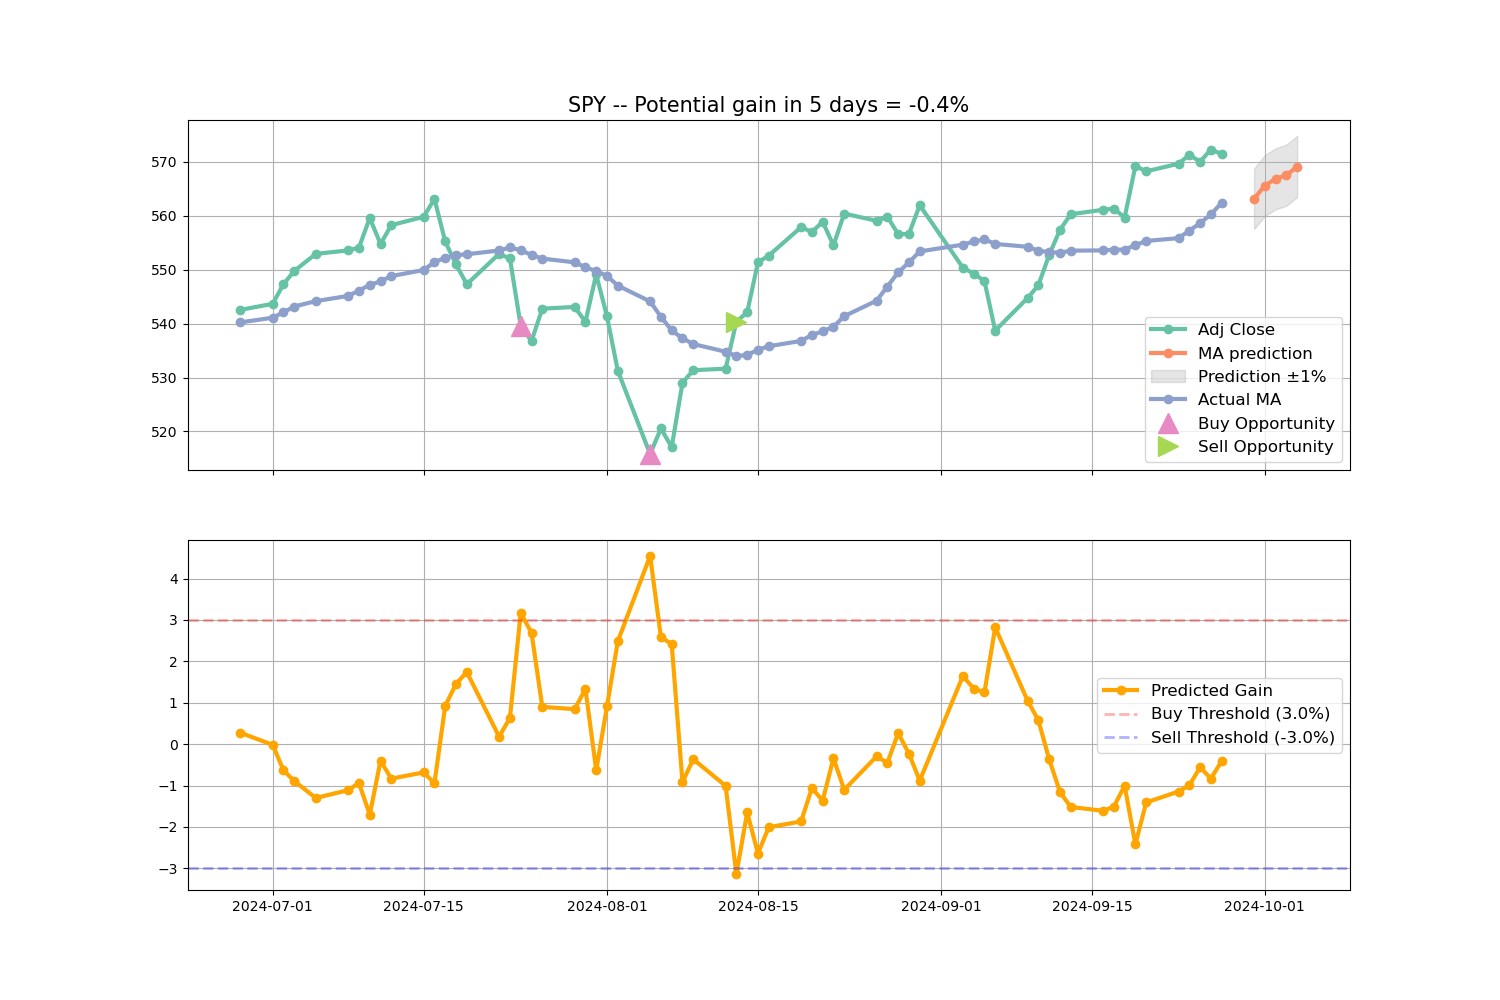 SPY -- Potential gain in 5 days = -0.4%
570
560
550
540
530
520
Adj Close
MA prediction
Prediction ±1%
Actual MA
Buy Opportunity
Sell Opportunity
4
3
2
1
0
−1
−2
−3
Predicted Gain
Buy Threshold (3.0%)
Sell Threshold (-3.0%)
2024-07-01
2024-07-15
2024-08-01
2024-08-15
2024-09-01
2024-09-15
2024-10-01